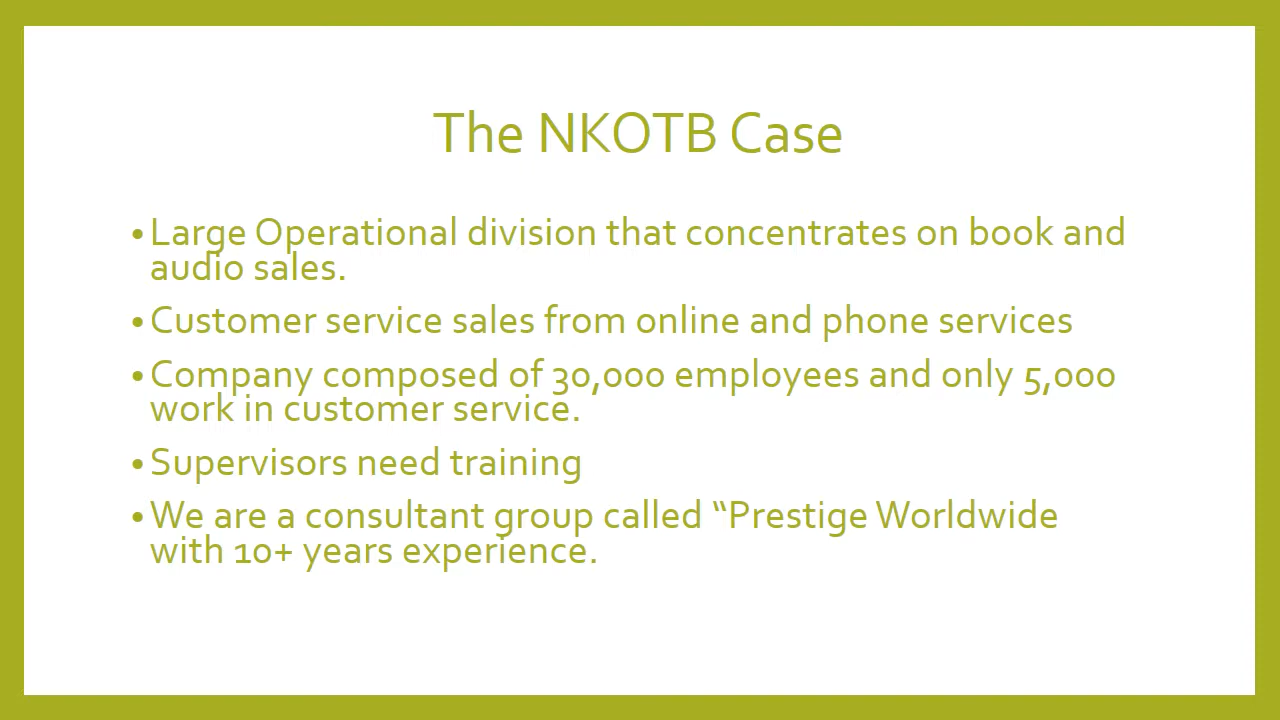 The NKOTB Case
• Large Operational division that concentrates on book and
audio sales.
• Customer service sales from online and phone services
• Company composed of 30,000 employees and only 5,000
work in customer service.
• Supervisors need training
• We are a consultant group called “Prestige Worldwide
with 10+ years experience.